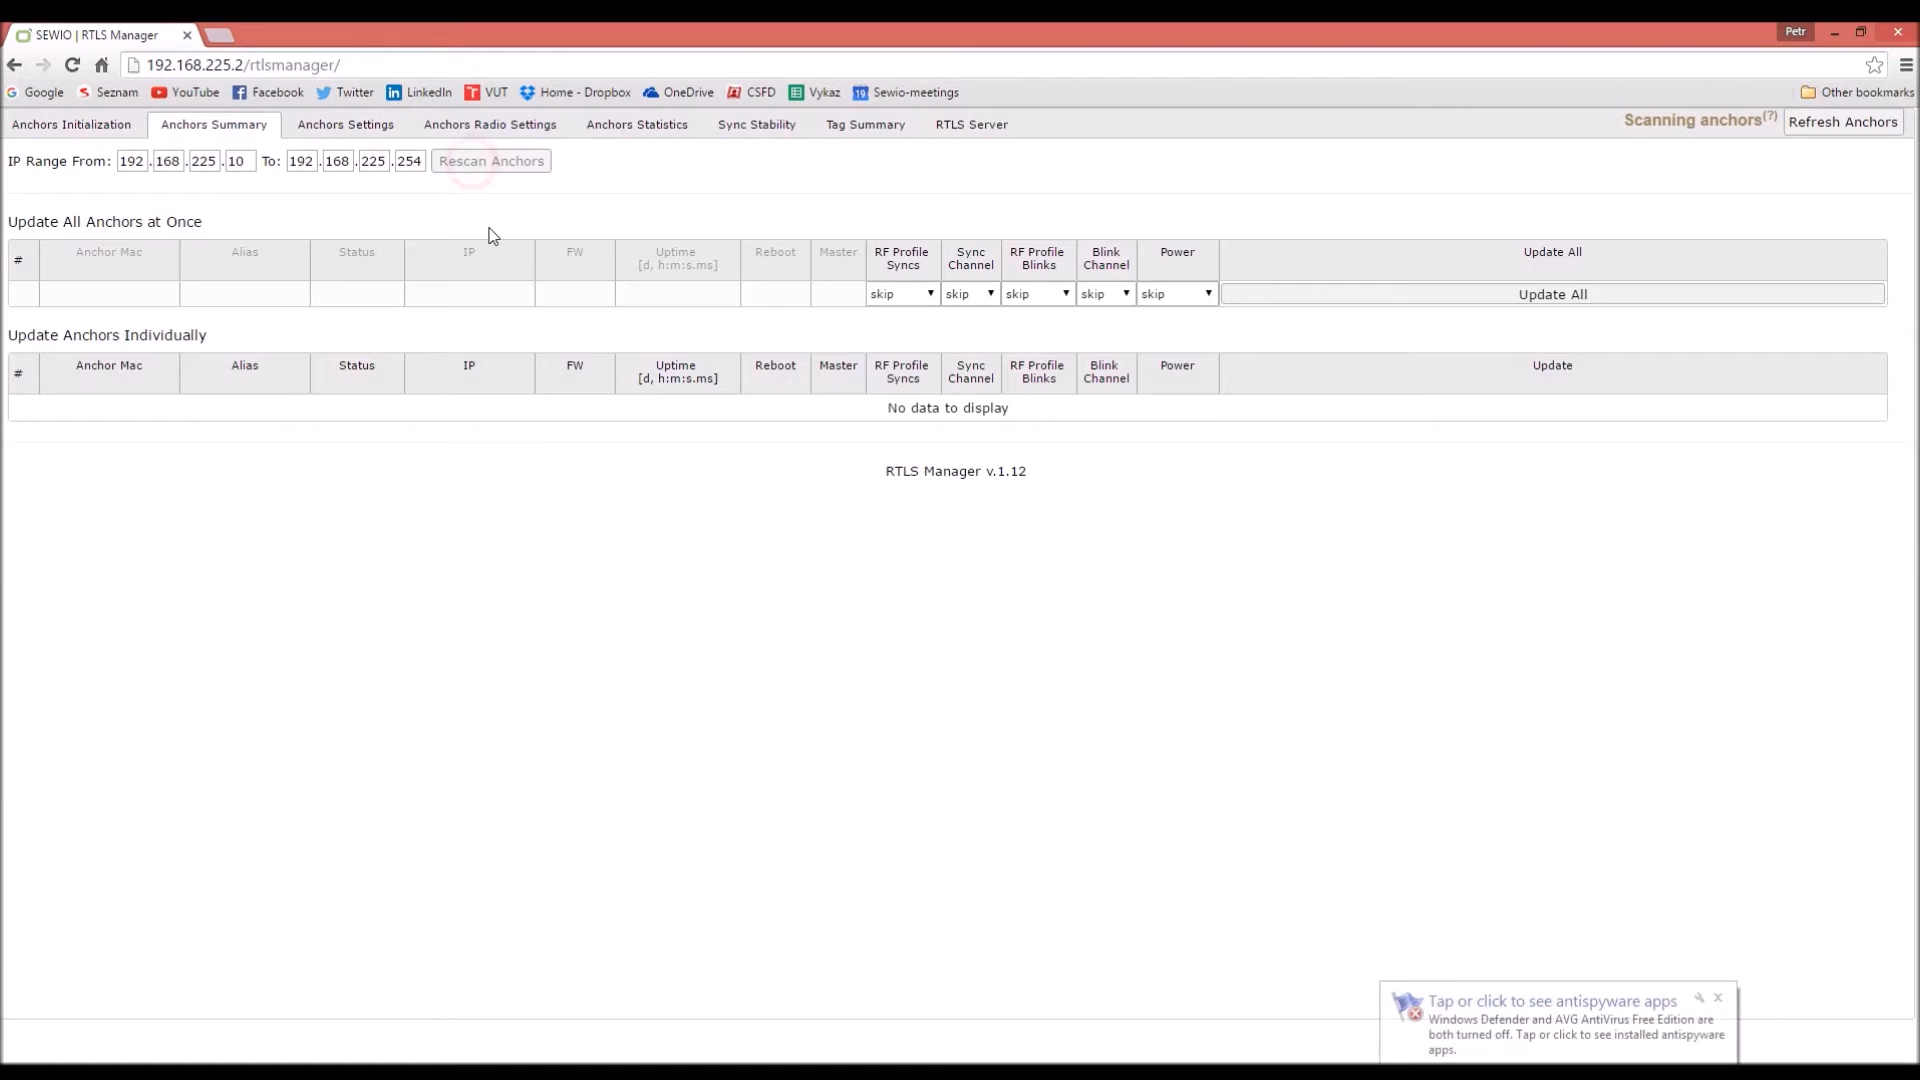 SEWIO | RTLS Manager
Petr
192.168.225.2/rtlsmanager/
Google Seznam YouTube Facebook Twitter LinkedIn VUT Home - Dropbox OneDrive CSFD Vykaz Sewio-meetings Other bookmarks
Anchors Initialization Anchors Summary Anchors Settings Anchors Radio Settings Anchors Statistics Sync Stability Tag Summary RTLS Server Scanning anchors(?) Refresh Anchors
IP Range From: 192 . 168 . 225 . 10 To: 192 . 168 . 225 . 254 Rescan Anchors
Update All Anchors at Once
# Anchor Mac Alias Status IP FW Uptime [d, h:m:s.ms] Reboot Master RF Profile Syncs Sync Channel RF Profile Blinks Blink Channel Power Update All
skip skip skip skip skip Update All
Update Anchors Individually
# Anchor Mac Alias Status IP FW Uptime [d, h:m:s.ms] Reboot Master RF Profile Syncs Sync Channel RF Profile Blinks Blink Channel Power Update
No data to display
RTLS Manager v.1.12
Tap or click to see antispyware apps
Windows Defender and AVG AntiVirus Free Edition are
both turned off. Tap or click to see installed antispyware
apps.